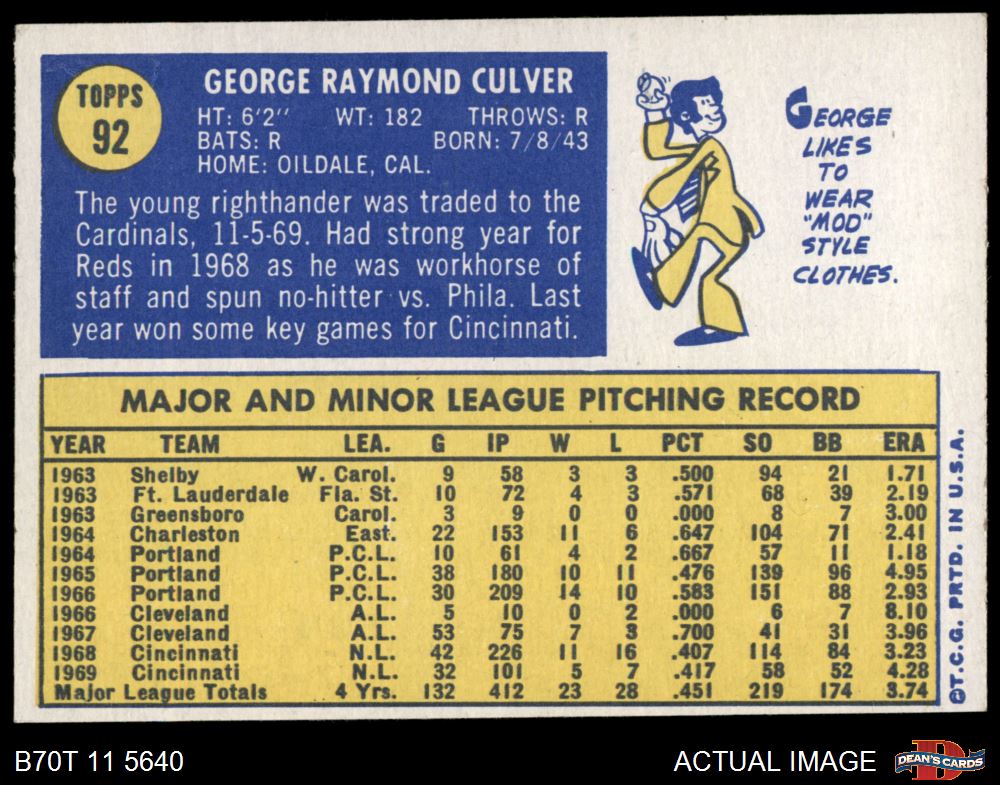 TOPPS
92
GEORGE RAYMOND CULVER
HT: 6'2" WT: 182 THROWS: R
BATS: R BORN: 7/8/43
HOME: OILDALE, CAL.
The young righthander was traded to the
Cardinals, 11-5-69. Had strong year for
Reds in 1968 as he was workhorse of
staff and spun no-hitter vs. Phila. Last
year won some key games for Cincinnati.
GEORGE
LIKES
TO
WEAR
"MOD"
STYLE
CLOTHES.
MAJOR AND MINOR LEAGUE PITCHING RECORD
YEAR TEAM LEA. G IP W L PCT SO BB ERA
1963 Shelby W. Carol. 9 58 3 3 .500 94 21 1.71
1963 Ft. Lauderdale Fla. St. 10 72 4 3 .571 68 39 2.19
1963 Greensboro Carol. 3 9 0 0 .000 8 7 3.00
1964 Charleston East. 22 153 11 6 .647 104 71 2.41
1964 Portland P.C.L. 10 61 4 2 .667 57 11 1.18
1965 Portland P.C.L. 38 180 10 11 .476 139 96 4.95
1966 Portland P.C.L. 30 209 14 10 .583 151 88 2.93
1966 Cleveland A.L. 5 10 0 2 .000 6 7 8.10
1967 Cleveland A.L. 53 75 7 3 .700 41 31 3.96
1968 Cincinnati N.L. 42 226 11 16 .407 114 84 3.23
1969 Cincinnati N.L. 32 101 5 7 .417 58 52 4.28
Major League Totals 4 Yrs. 132 412 23 28 .451 219 174 3.74
©T.C.G. PRTD. IN U.S.A.
B70T 11 5640 ACTUAL IMAGE
D
DEAN'S CARDS